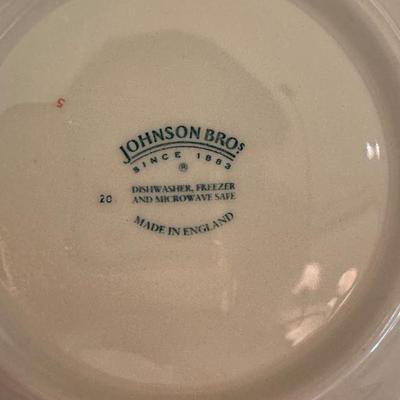 JOHNSON BROS
SINCE 1883
®
DISHWASHER, FREEZER
AND MICROWAVE SAFE
MADE IN ENGLAND
20
5